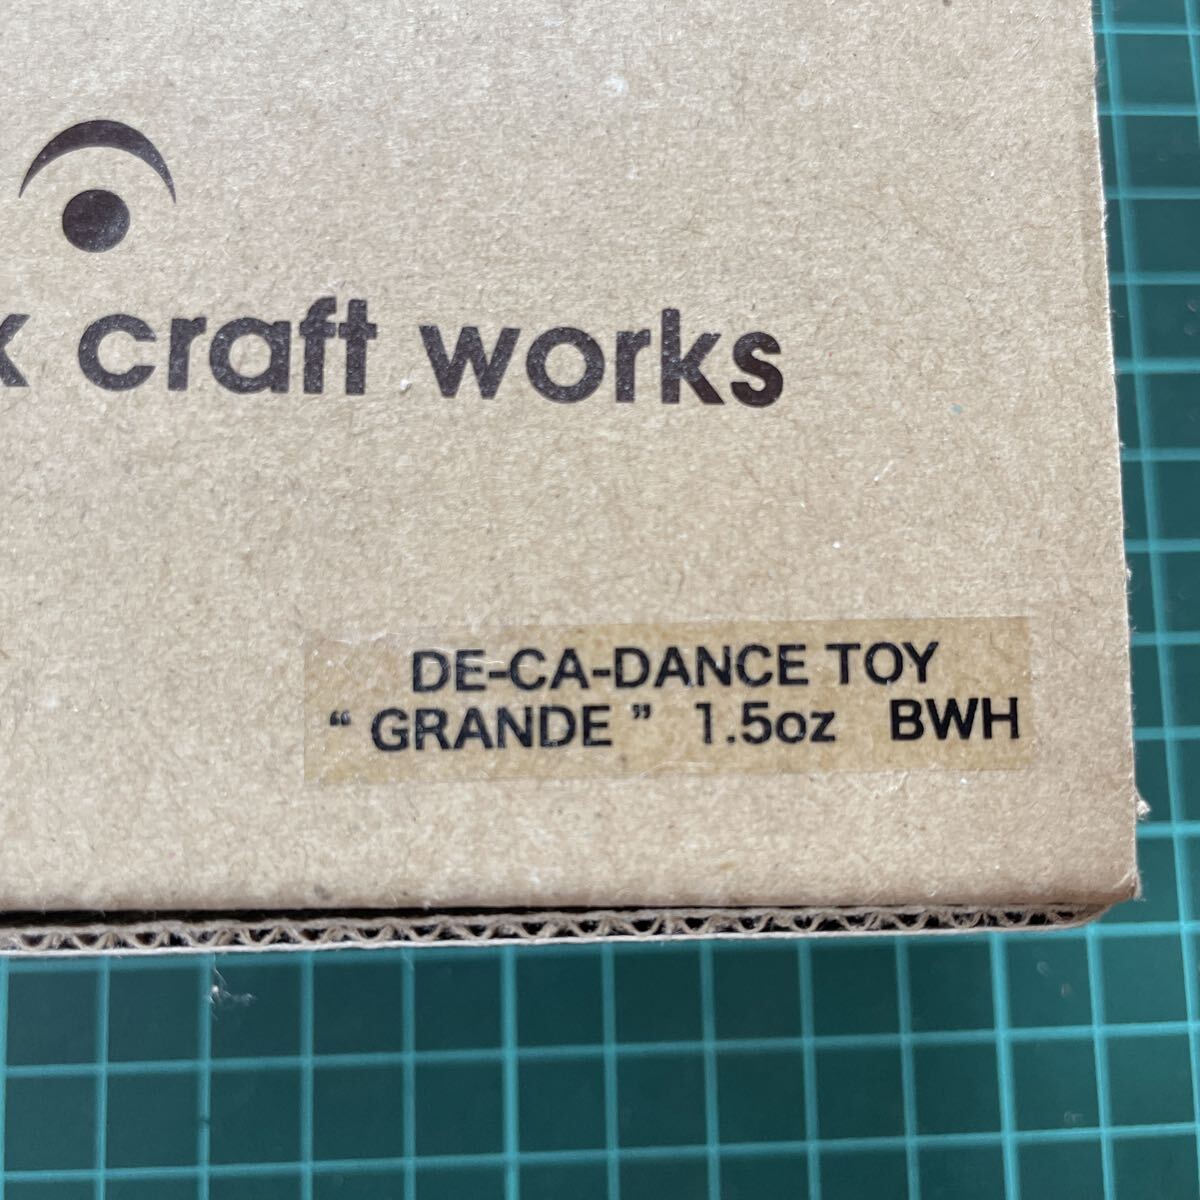 craft works
DE-CA-DANCE TOY
“ GRANDE ” 1.5oz BWH